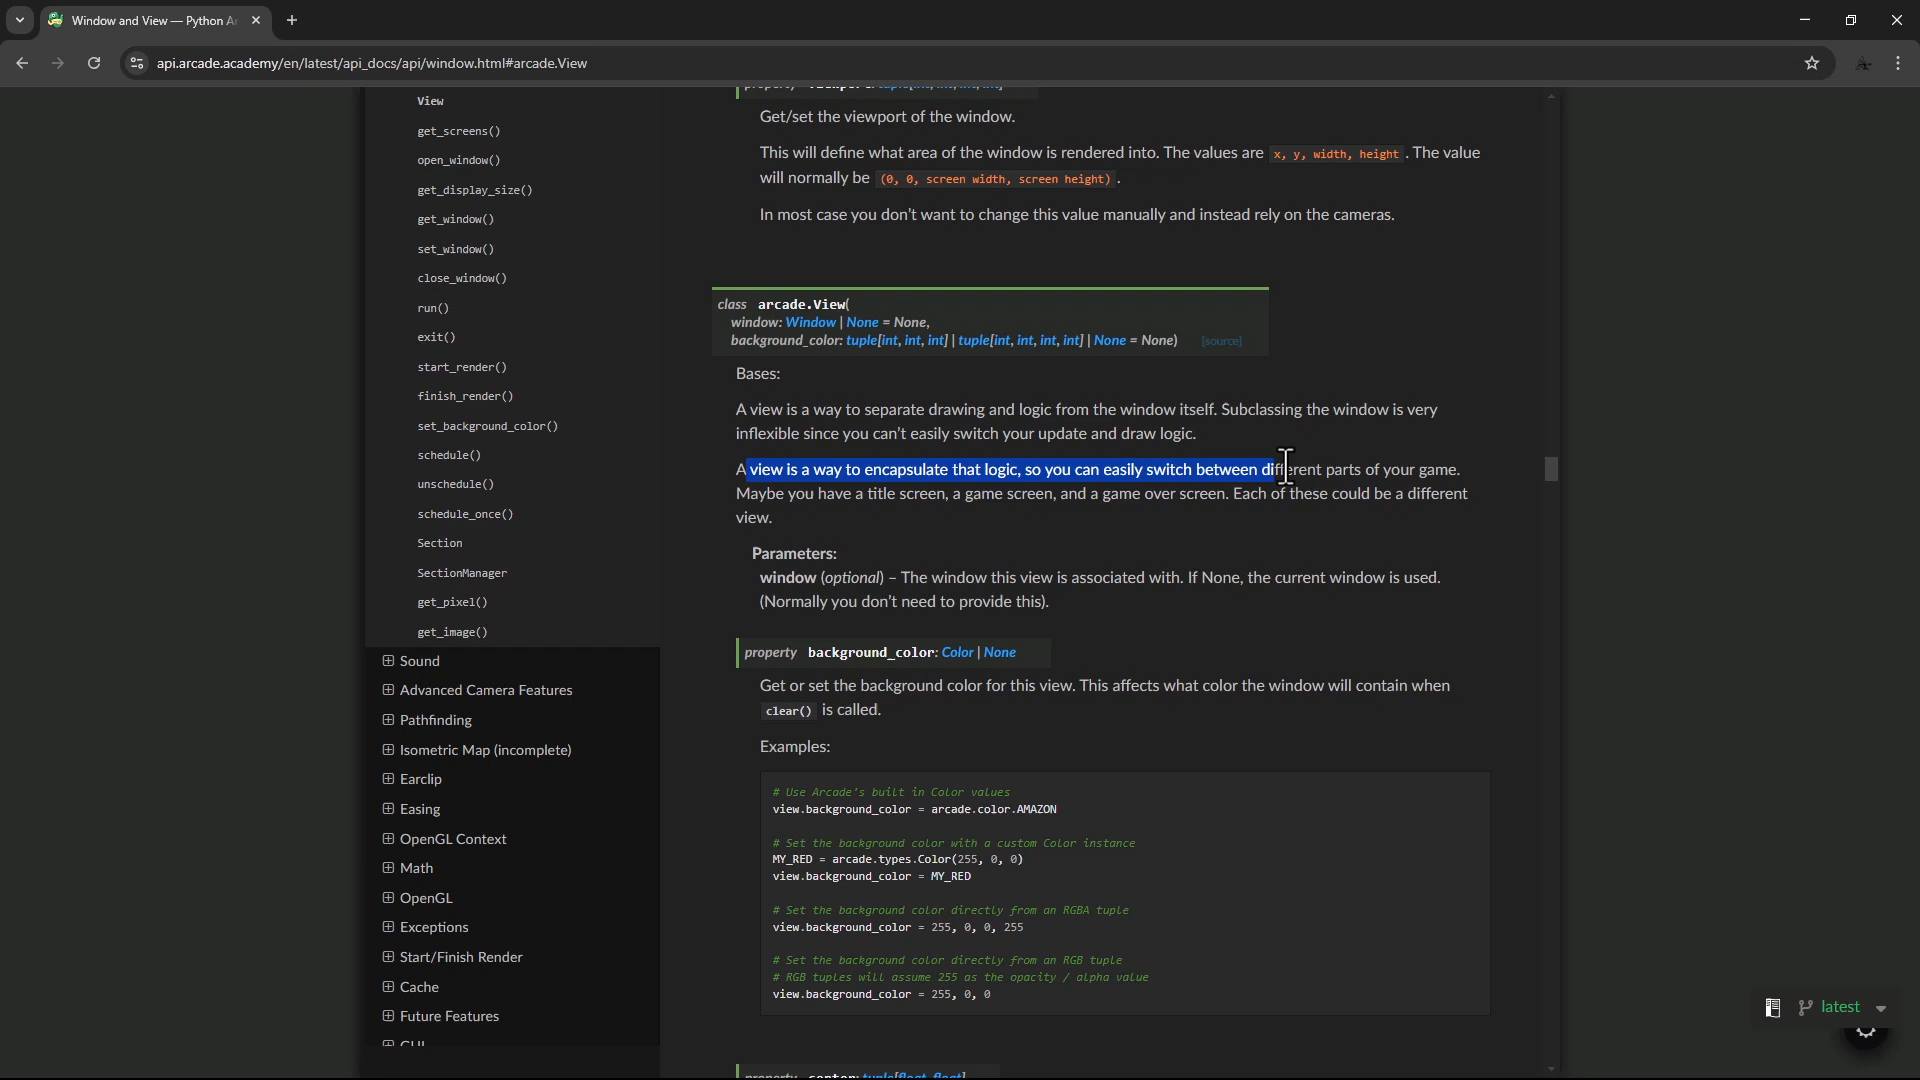 Window and View — Python A
api.arcade.academy/en/latest/api_docs/api/window.html#arcade.View
View
get_screens()
open_window()
get_display_size()
get_window()
set_window()
close_window()
run()
exit()
start_render()
finish_render()
set_background_color()
schedule()
unschedule()
schedule_once()
Section
SectionManager
get_pixel()
get_image()
Sound
Advanced Camera Features
Pathfinding
Isometric Map (incomplete)
Earclip
Easing
OpenGL Context
Math
OpenGL
Exceptions
Start/Finish Render
Cache
Future Features
GUI
Get/set the viewport of the window.
This will define what area of the window is rendered into. The values are x, y, width, height . The value
will normally be (0, 0, screen width, screen height) .
In most case you don't want to change this value manually and instead rely on the cameras.
class arcade.View(
window: Window | None = None,
background_color: tuple[int, int, int] | tuple[int, int, int, int] | None = None) [source]
Bases:
A view is a way to separate drawing and logic from the window itself. Subclassing the window is very
inflexible since you can't easily switch your update and draw logic.
A view is a way to encapsulate that logic, so you can easily switch between different parts of your game.
Maybe you have a title screen, a game screen, and a game over screen. Each of these could be a different
view.
Parameters:
window (optional) – The window this view is associated with. If None, the current window is used.
(Normally you don't need to provide this).
property background_color: Color | None
Get or set the background color for this view. This affects what color the window will contain when
clear() is called.
Examples:
# Use Arcade's built in Color values
view.background_color = arcade.color.AMAZON
# Set the background color with a custom Color instance
MY_RED = arcade.types.Color(255, 0, 0)
view.background_color = MY_RED
# Set the background color directly from an RGBA tuple
view.background_color = 255, 0, 0, 255
# Set the background color directly from an RGB tuple
# RGB tuples will assume 255 as the opacity / alpha value
view.background_color = 255, 0, 0
property center: tuple[float, float]
latest